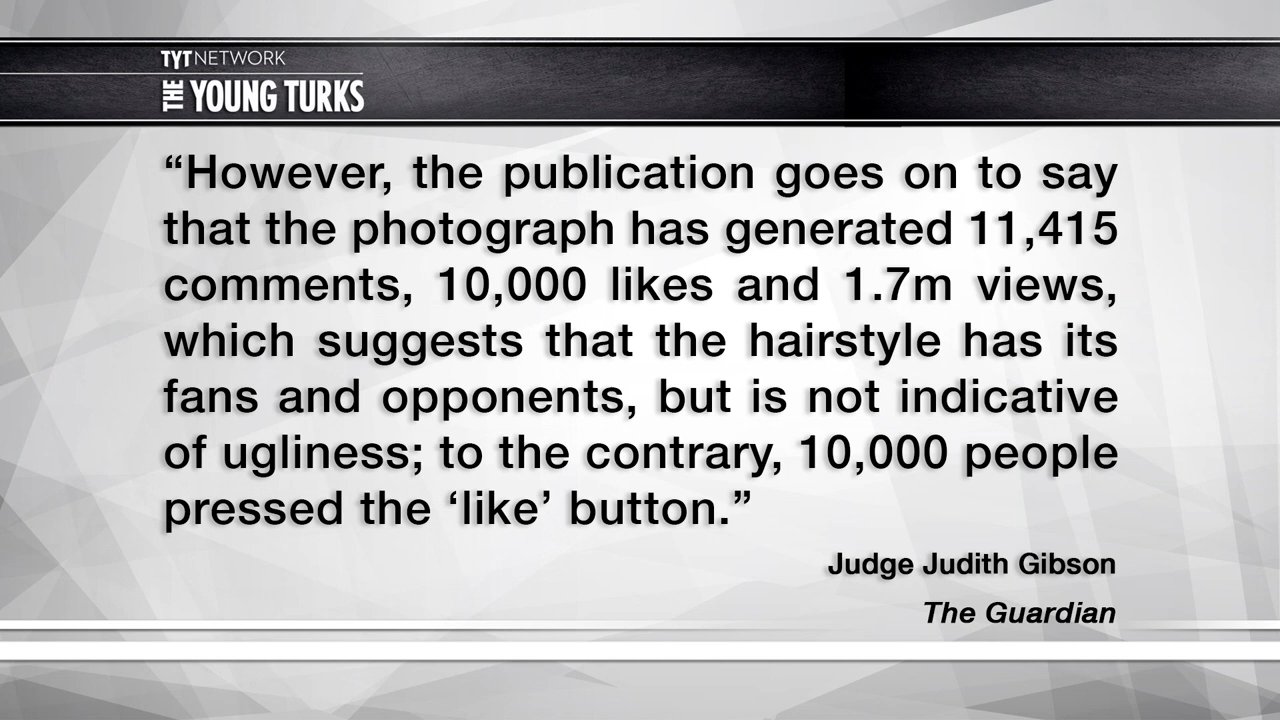 TYT NETWORK
THE YOUNG TURKS
“However, the publication goes on to say
that the photograph has generated 11,415
comments, 10,000 likes and 1.7m views,
which suggests that the hairstyle has its
fans and opponents, but is not indicative
of ugliness; to the contrary, 10,000 people
pressed the ‘like’ button.”
Judge Judith Gibson
The Guardian